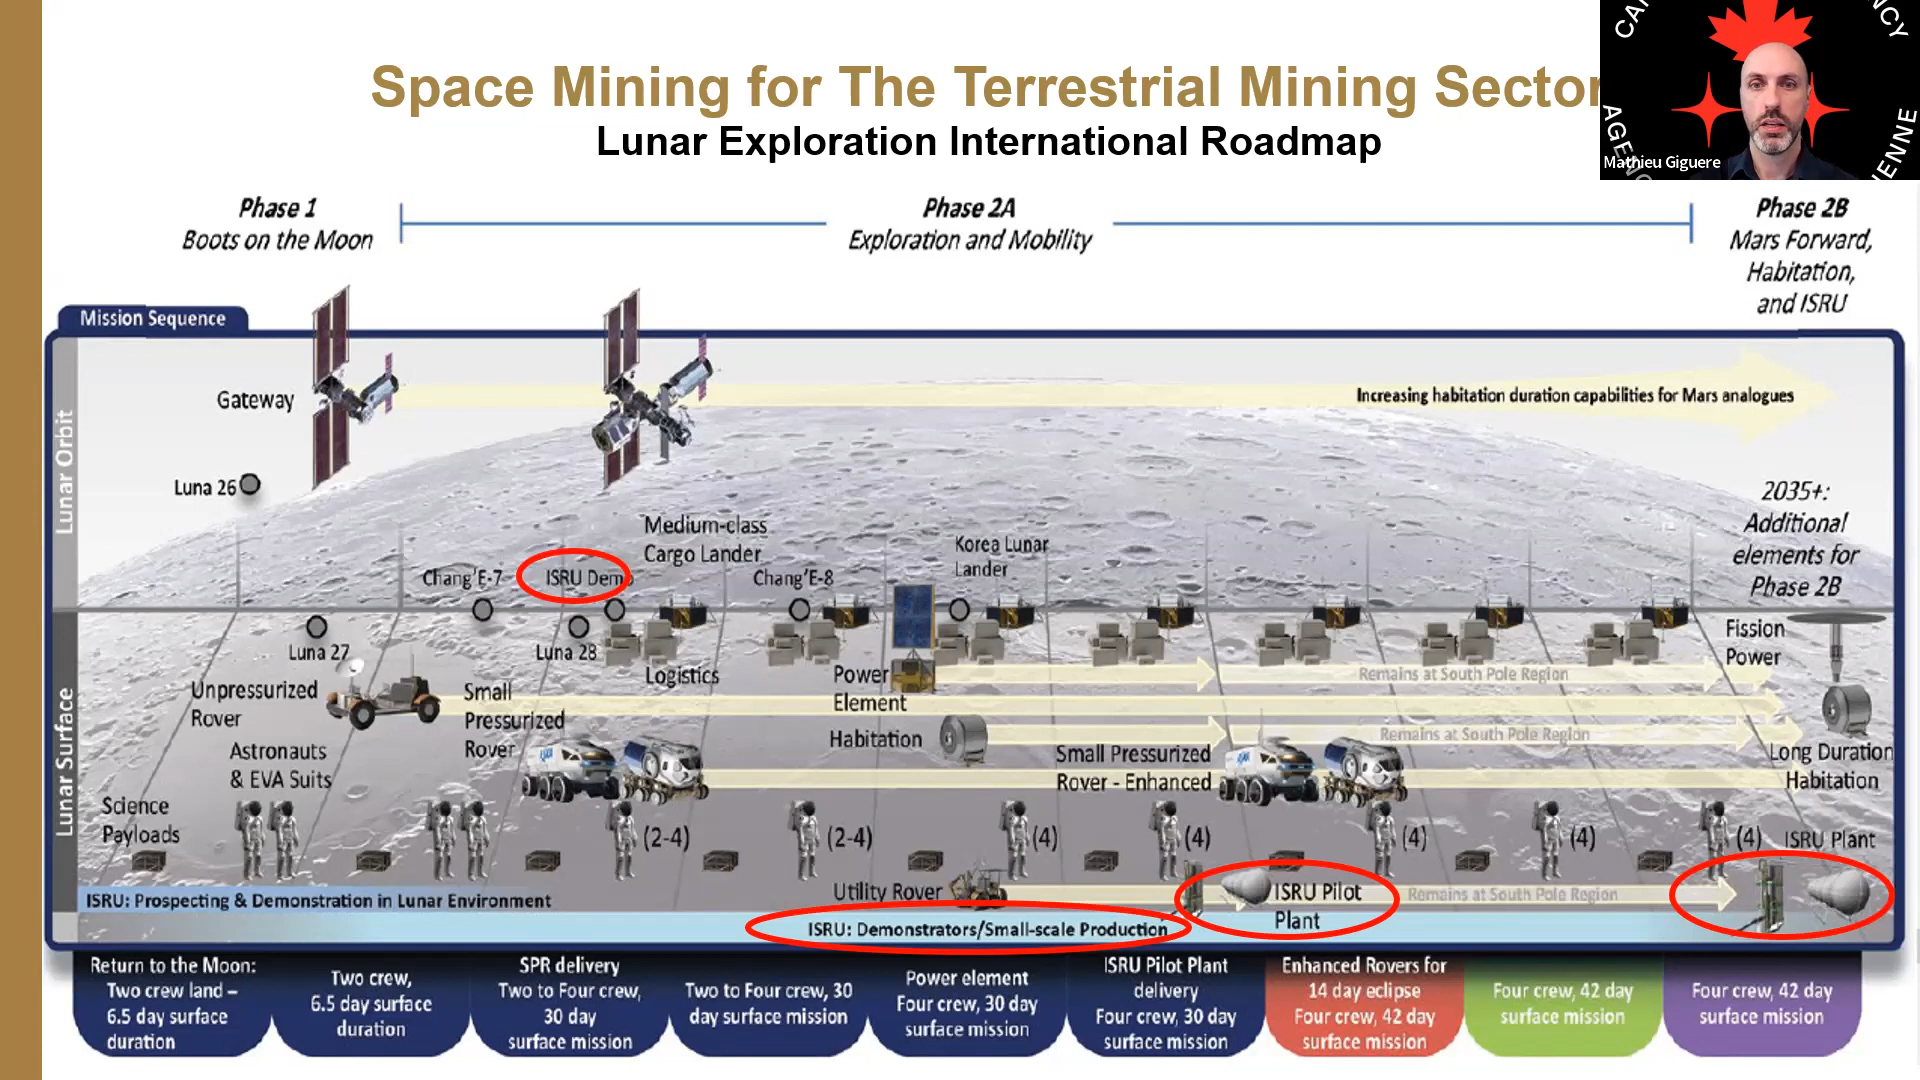 Space Mining for The Terrestrial Mining Sector
Lunar Exploration International Roadmap
Mathieu Giguere
Phase 1
Boots on the Moon
Phase 2A
Exploration and Mobility
Phase 2B
Mars Forward,
Habitation,
and ISRU
Mission Sequence
Lunar Orbit
Gateway
Increasing habitation duration capabilities for Mars analogues
Luna 26
2035+:
Additional
elements for
Phase 2B
Chang'E-7
ISRU Demo
Medium-class
Cargo Lander
Chang'E-8
Korea Lunar
Lander
Lunar Surface
Luna 27
Luna 28
Logistics
Power
Element
Remains at South Pole Region
Fission
Power
Unpressurized
Rover
Small
Pressurized
Rover
Habitation
Remains at South Pole Region
Small Pressurized
Rover - Enhanced
Long Duration
Habitation
Astronauts
& EVA Suits
Science
Payloads
(2-4)
(2-4)
(4)
(4)
(4)
(4)
(4)
ISRU Plant
Utility Rover
ISRU Pilot
Plant
Remains at South Pole Region
ISRU: Prospecting & Demonstration in Lunar Environment
ISRU: Demonstrators/Small-scale Production
Return to the Moon:
Two crew land –
6.5 day surface
duration
Two crew,
6.5 day surface
duration
SPR delivery
Two to Four crew,
30 day
surface mission
Two to Four crew, 30
day surface mission
Power element
Four crew, 30 day
surface mission
ISRU Pilot Plant
delivery
Four crew, 30 day
surface mission
Enhanced Rovers for
14 day eclipse
Four crew, 42 day
surface mission
Four crew, 42 day
surface mission
Four crew, 42 day
surface mission